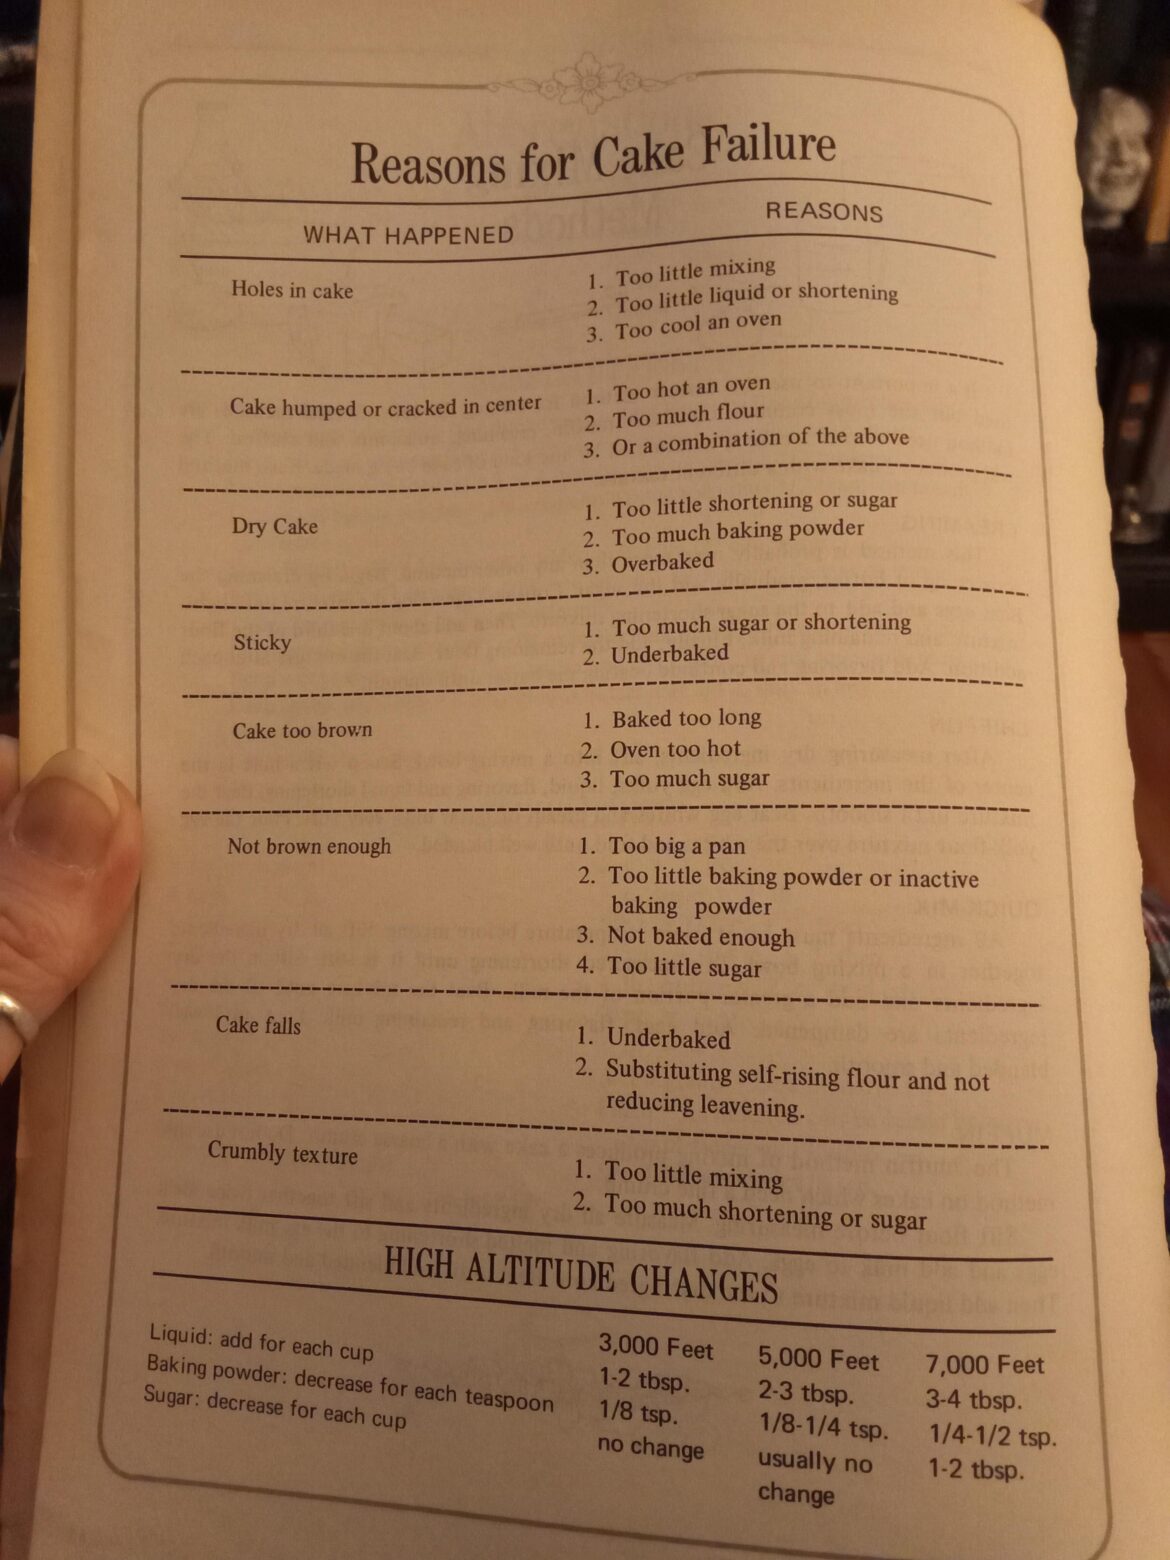 Reasons for Cake Failure
WHAT HAPPENED REASONS
Holes in cake
1. Too little mixing
2. Too little liquid or shortening
3. Too cool an oven
Cake humped or cracked in center
1. Too hot an oven
2. Too much flour
3. Or a combination of the above
Dry Cake
1. Too little shortening or sugar
2. Too much baking powder
3. Overbaked
Sticky
1. Too much sugar or shortening
2. Underbaked
Cake too brown
1. Baked too long
2. Oven too hot
3. Too much sugar
Not brown enough
1. Too big a pan
2. Too little baking powder or inactive
baking powder
3. Not baked enough
4. Too little sugar
Cake falls
1. Underbaked
2. Substituting self-rising flour and not
reducing leavening.
Crumbly texture
1. Too little mixing
2. Too much shortening or sugar
HIGH ALTITUDE CHANGES
3,000 Feet 5,000 Feet 7,000 Feet
Liquid: add for each cup 1-2 tbsp. 2-3 tbsp. 3-4 tbsp.
Baking powder: decrease for each teaspoon 1/8 tsp. 1/8-1/4 tsp. 1/4-1/2 tsp.
Sugar: decrease for each cup no change usually no 1-2 tbsp.
change